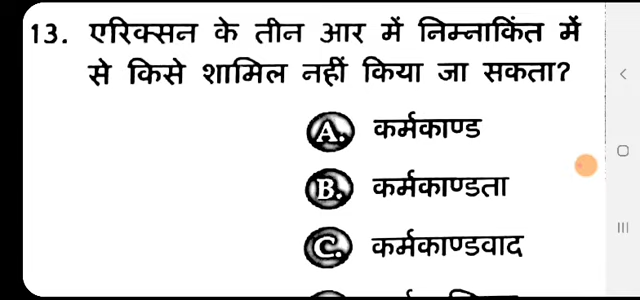 13. एरिक्सन के तीन आर में निम्नाकिंत में
से किसे शामिल नहीं किया जा सकता?
A. कर्मकाण्ड
B. कर्मकाण्डता
C. कर्मकाण्डवाद